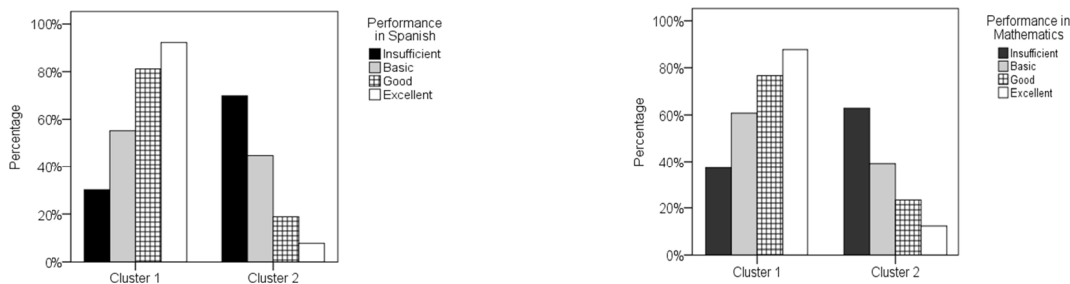 Performance
in Spanish
Insufficient
Basic
Good
Excellent
100%
80%
60%
40%
20%
0%
Percentage
Cluster 1
Cluster 2
Performance in
Mathematics
Insufficient
Basic
Good
Excellent
100%
80%
60%
40%
20%
0%
Percentage
Cluster 1
Cluster 2